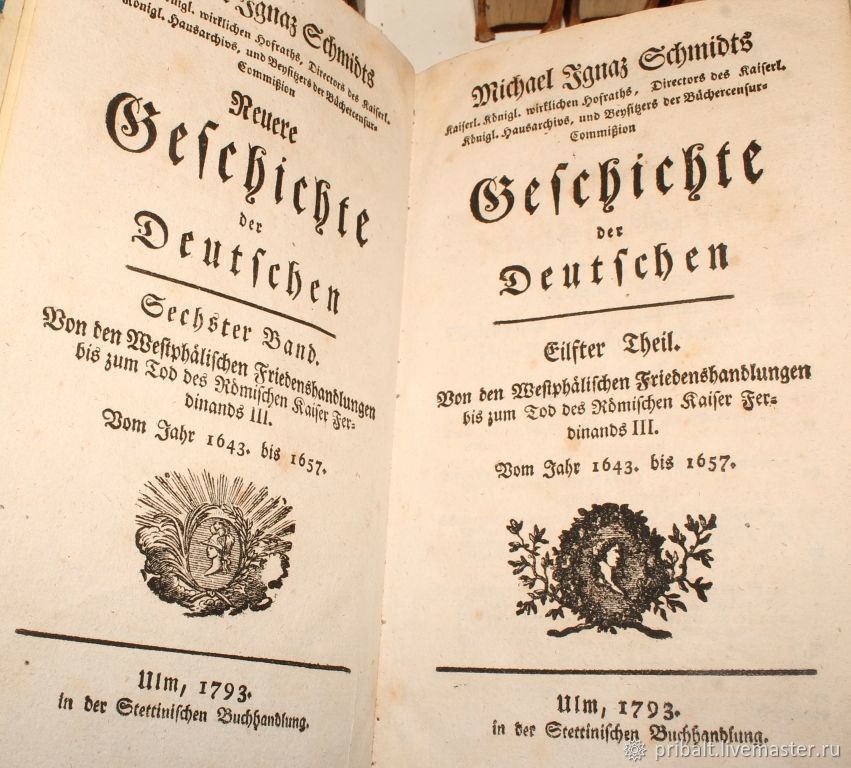 Ignaz Schmidts
Königl. wirklichen Hofraths, Directors des Kaiserl.
Königl. Hausarchivs, und Beysitzers der Büchercensur-
Commißion
Neuere
Geschichte
der
Deutschen
Sechster Band.
Von den Westphälischen Friedenshandlungen
bis zum Tod des Römischen Kaiser Fer-
dinands III.
Vom Jahr 1643. bis 1657.
Ulm, 1793.
in der Stettinischen Buchhandlung.
Michael Ignaz Schmidts
Kaiserl. Königl. wirklichen Hofraths, Directors des Kaiserl.
Königl. Hausarchivs, und Beysitzers der Büchercensur-
Commißion
Geschichte
der
Deutschen
Eilfter Theil.
Von den Westphälischen Friedenshandlungen
bis zum Tod des Römischen Kaiser Fer-
dinands III.
Vom Jahr 1643. bis 1657.
Ulm, 1793.
in der Stettinischen Buchhandlung.
pribalt.livemaster.ru